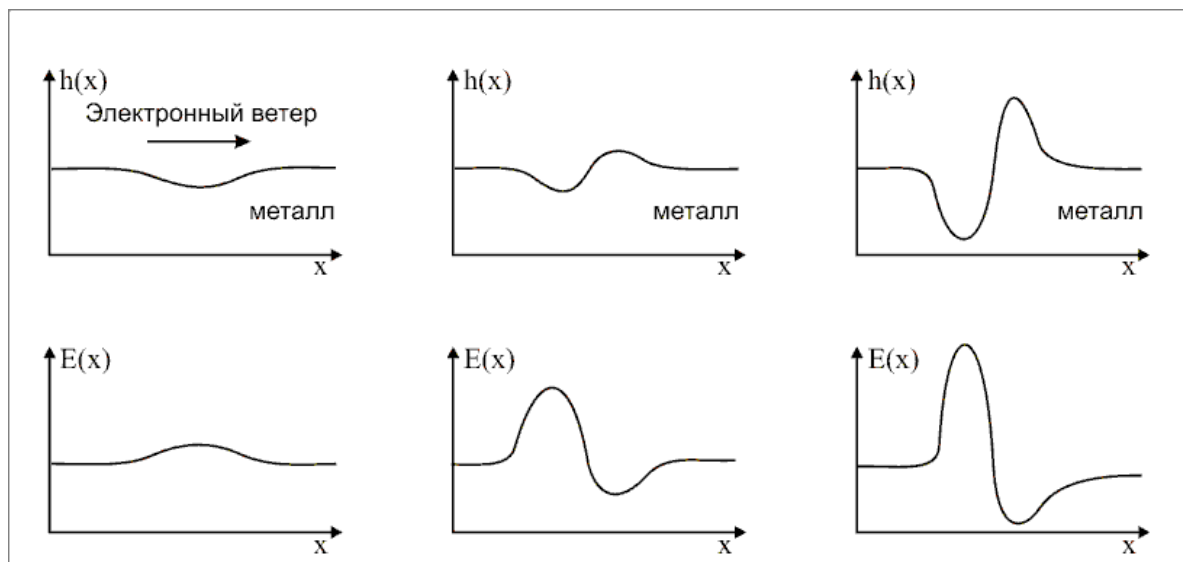 h(x)
Электронный ветер
металл
x
h(x)
металл
x
h(x)
металл
x
E(x)
x
E(x)
x
E(x)
x